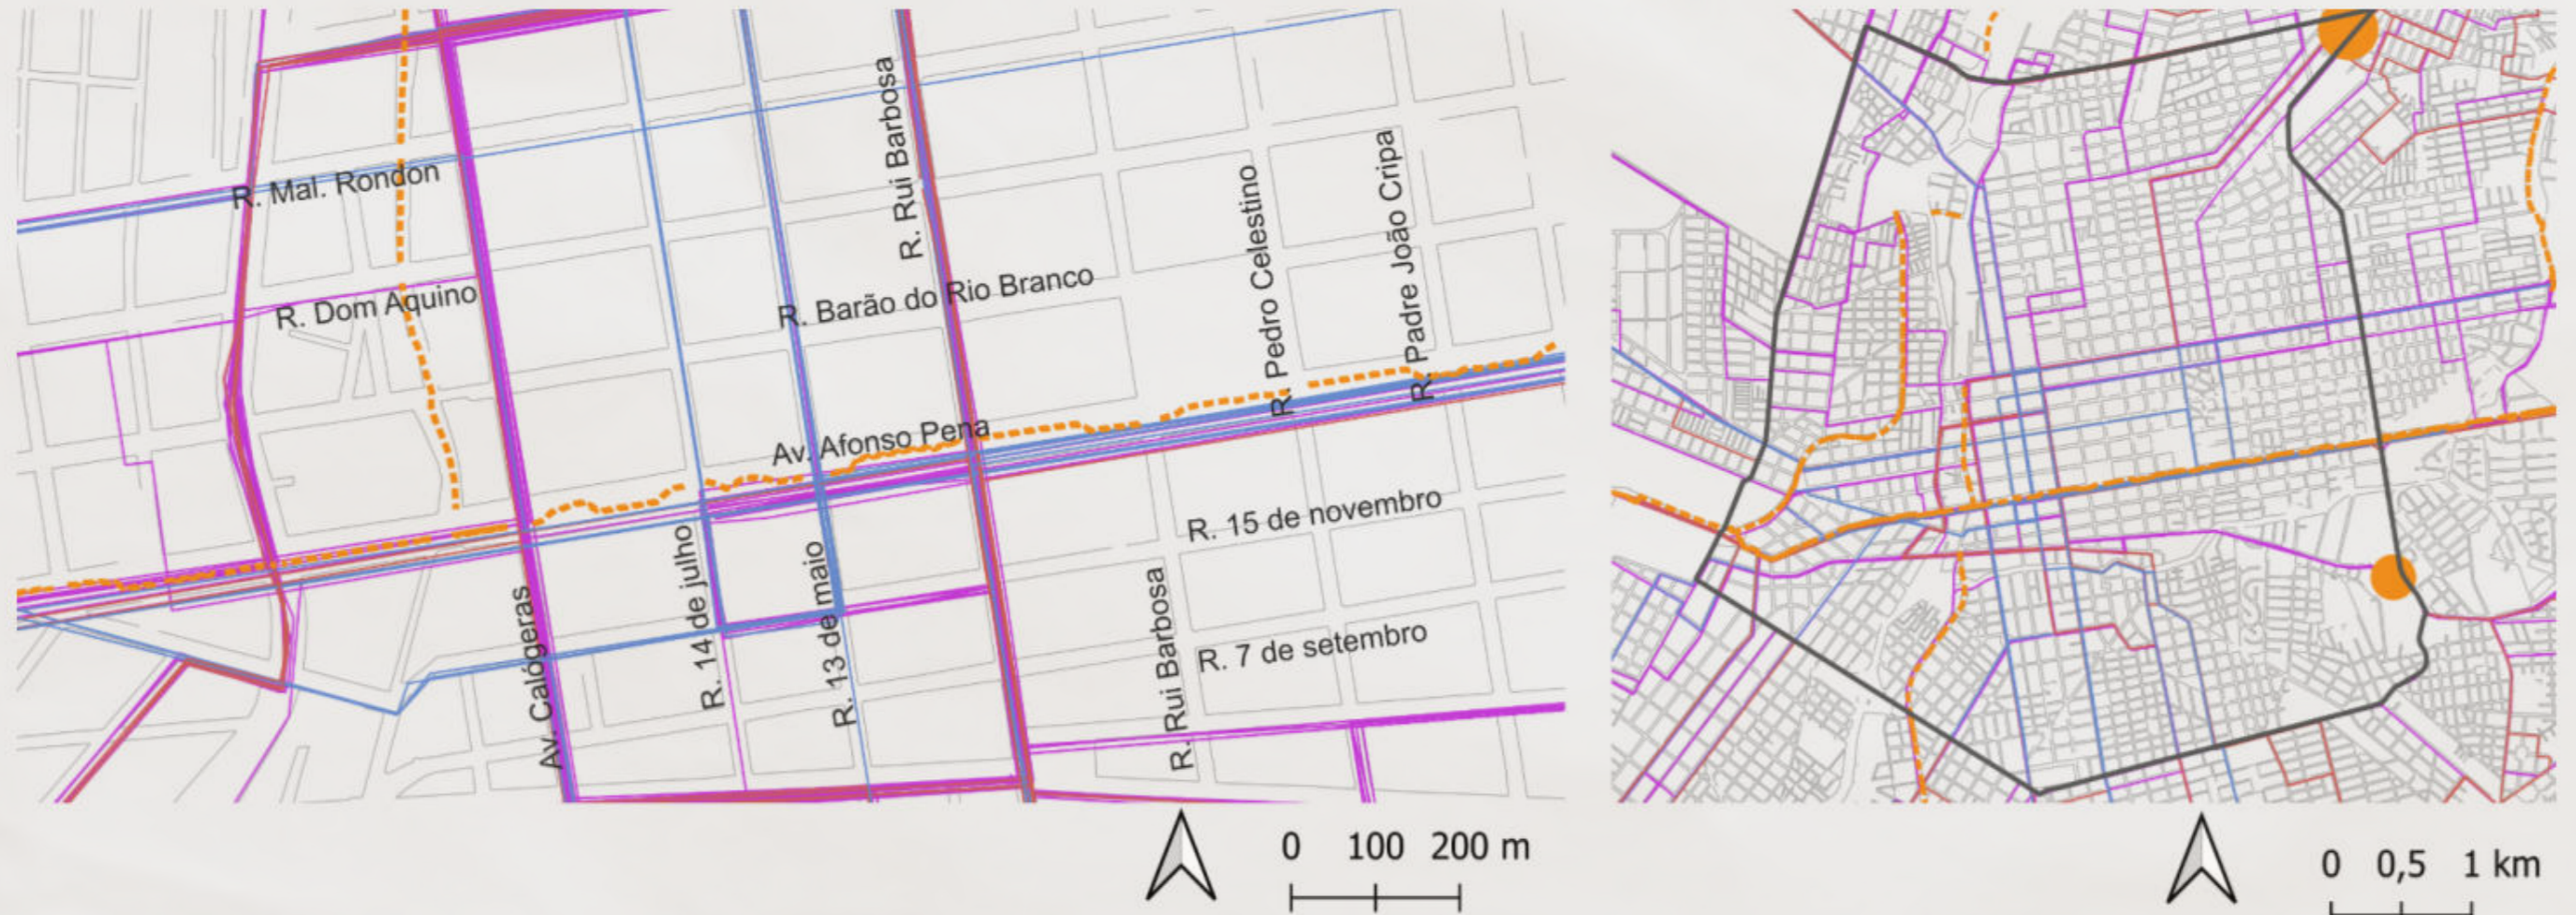 R. Rui Barbosa
R. Padre João Cripa
R. Mal. Rondon
R. Pedro Celestino
R. Dom Aquino
R. Barão do Rio Branco
Av. Afonso Pena
R. 15 de novembro
R. 14 de julho
R. 13 de maio
Av. Calógeras
R. Rui Barbosa
R. 7 de setembro
0 100 200 m
0 0,5 1 km